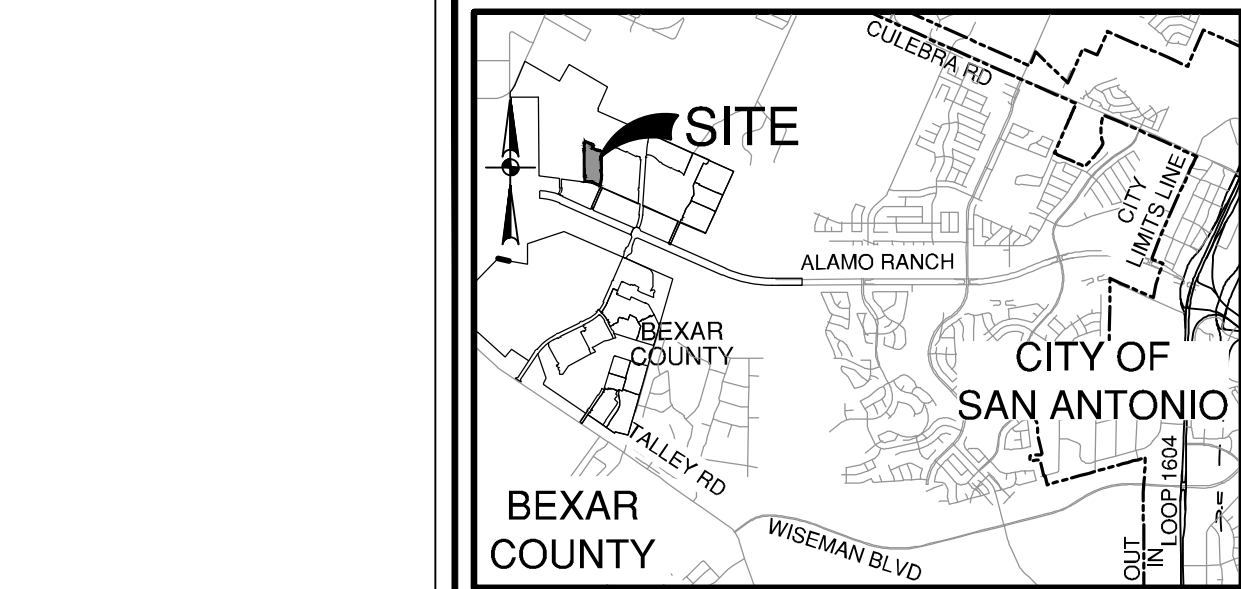 CULEBRA RD
SITE
CITY
LIMITS LINE
ALAMO RANCH
BEXAR
COUNTY
CITY OF
SAN ANTONIO
TALLEY RD
LOOP 1604
BEXAR
COUNTY
WISEMAN BLVD
OUT
IN